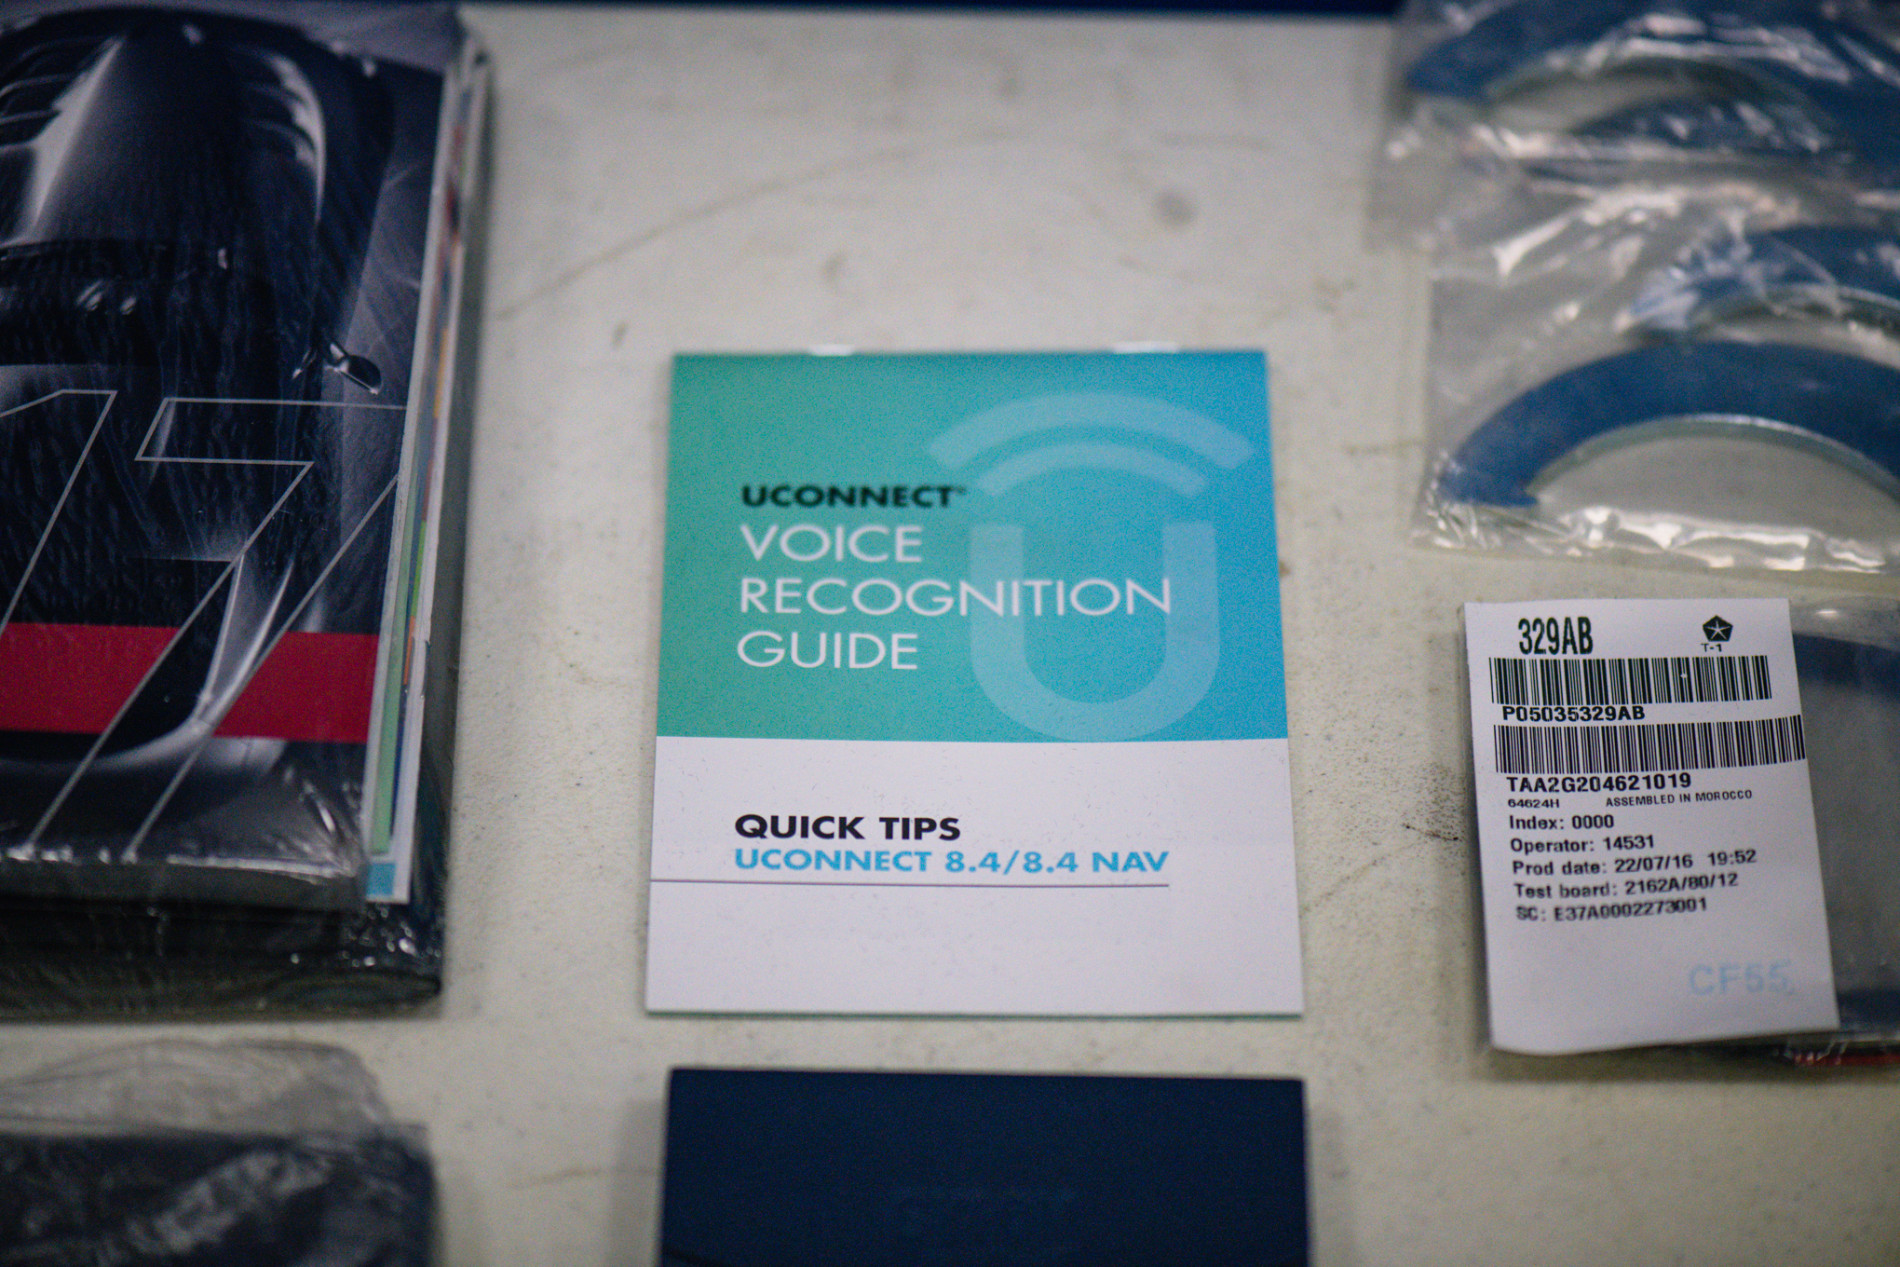 17
UCONNECT®
VOICE
RECOGNITION
GUIDE
QUICK TIPS
UCONNECT 8.4/8.4 NAV
329AB
T-1
P05035329AB
TAA2G204621019
64624H ASSEMBLED IN MOROCCO
Index: 0000
Operator: 14531
Prod date: 22/07/16 19:52
Test board: 2162A/80/12
SC: E37A0002273001
CF55